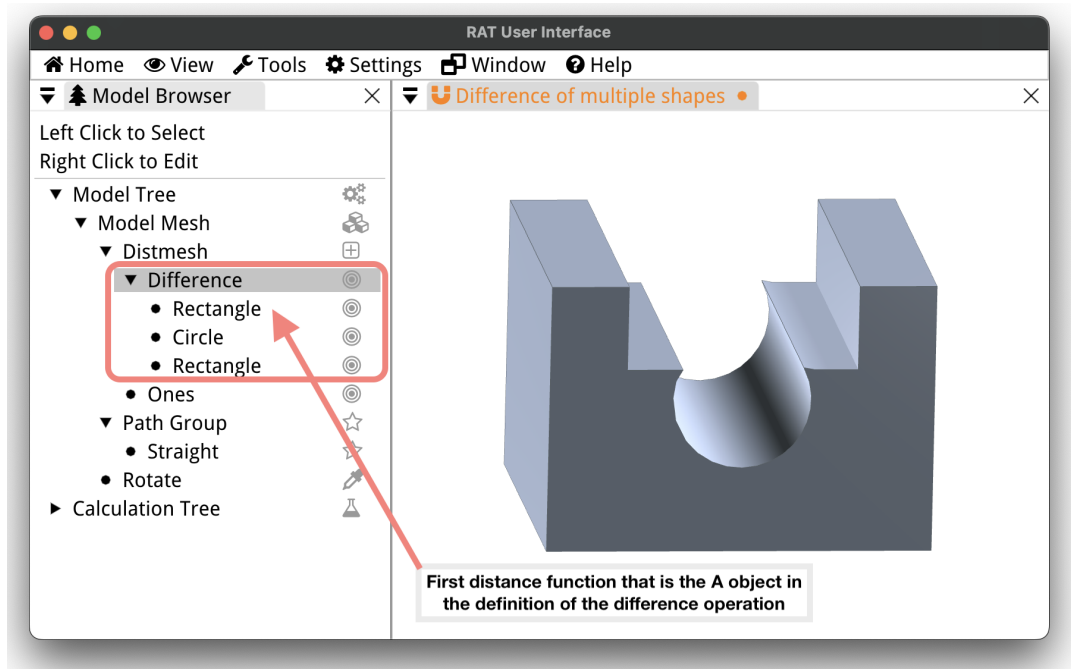 RAT User Interface
Home View Tools Settings Window Help
Model Browser
Difference of multiple shapes
Left Click to Select
Right Click to Edit
Model Tree
Model Mesh
Distmesh
Difference
Rectangle
Circle
Rectangle
Ones
Path Group
Straight
Rotate
Calculation Tree
First distance function that is the A object in
the definition of the difference operation